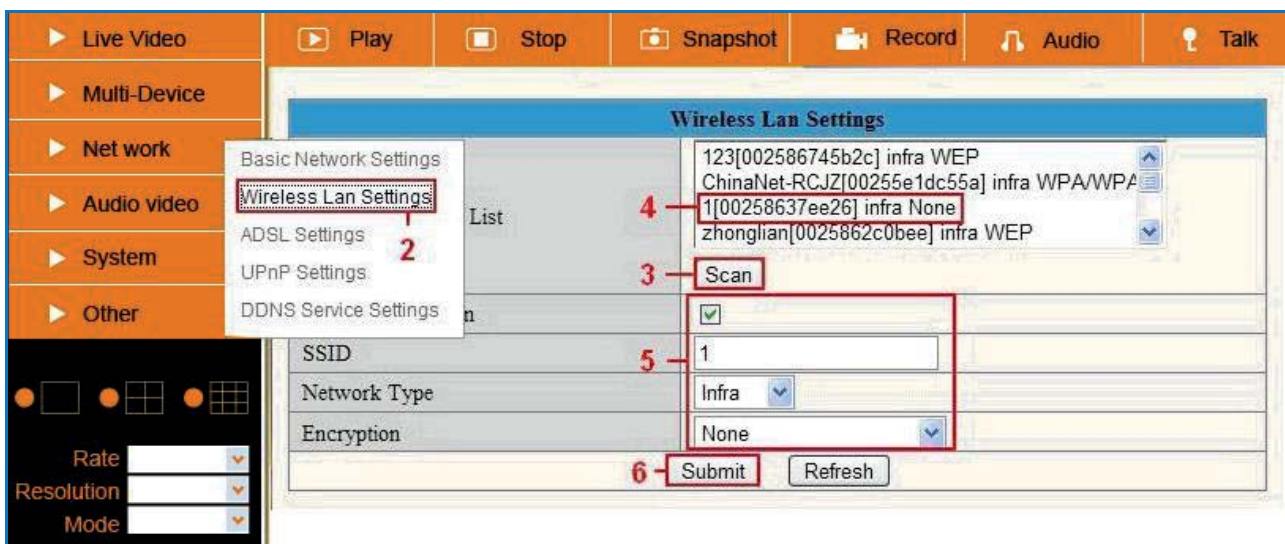 Live Video
Play
Stop
Snapshot
Record
Audio
Talk
Multi-Device
Net work
Audio video
System
Other
Basic Network Settings
Wireless Lan Settings
2
ADSL Settings
UPnP Settings
DDNS Service Settings
Wireless Lan Settings
List
123[002586745b2c] infra WEP
ChinaNet-RCJZ[00255e1dc55a] infra WPA/WPA
4
1[00258637ee26] infra None
zhonglian[0025862c0bee] infra WEP
3
Scan
n
5
SSID
1
Network Type
Infra
Encryption
None
6
Submit
Refresh
Rate
Resolution
Mode